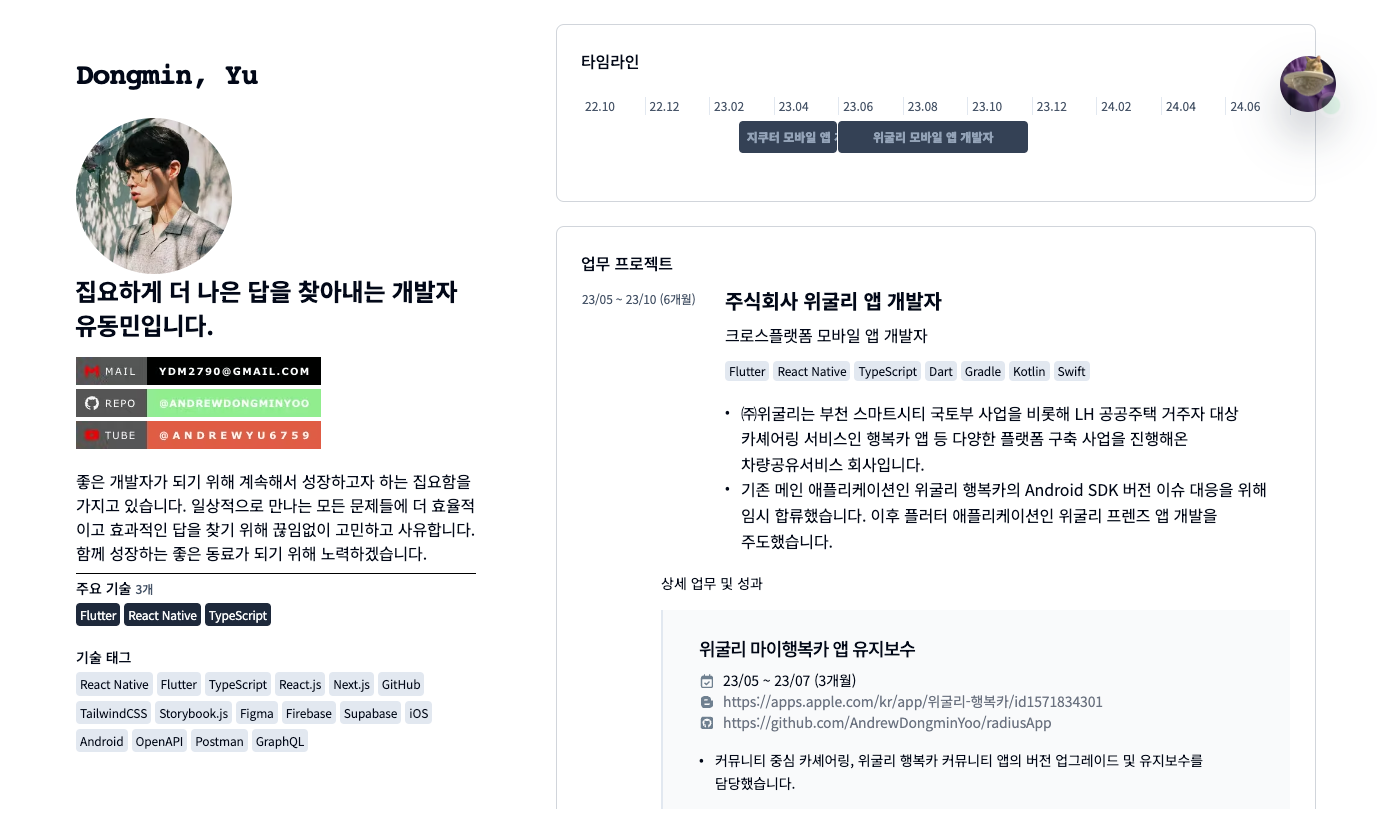 Dongmin, Yu
집요하게 더 나은 답을 찾아내는 개발자
유동민입니다.
MAIL YDM2790@GMAIL.COM
REPO @ANDREWDONGMINYOO
TUBE @ANDREWYU6759
좋은 개발자가 되기 위해 계속해서 성장하고자 하는 집요함을
가지고 있습니다. 일상적으로 만나는 모든 문제들에 더 효율적
이고 효과적인 답을 찾기 위해 끊임없이 고민하고 사유합니다.
함께 성장하는 좋은 동료가 되기 위해 노력하겠습니다.
주요 기술 3개
Flutter React Native TypeScript
기술 태그
React Native Flutter TypeScript React.js Next.js GitHub
TailwindCSS Storybook.js Figma Firebase Supabase iOS
Android OpenAPI Postman GraphQL
타임라인
22.10 22.12 23.02 23.04 23.06 23.08 23.10 23.12 24.02 24.04 24.06
지쿠터 모바일 앱 위굴리 모바일 앱 개발자
업무 프로젝트
23/05 ~ 23/10 (6개월) 주식회사 위굴리 앱 개발자
크로스플랫폼 모바일 앱 개발자
Flutter React Native TypeScript Dart Gradle Kotlin Swift
• ㈜위굴리는 부천 스마트시티 국토부 사업을 비롯해 LH 공공주택 거주자 대상
카셰어링 서비스인 행복카 앱 등 다양한 플랫폼 구축 사업을 진행해온
차량공유서비스 회사입니다.
• 기존 메인 애플리케이션인 위굴리 행복카의 Android SDK 버전 이슈 대응을 위해
임시 합류했습니다. 이후 플러터 애플리케이션인 위굴리 프렌즈 앱 개발을
주도했습니다.
상세 업무 및 성과
위굴리 마이행복카 앱 유지보수
23/05 ~ 23/07 (3개월)
https://apps.apple.com/kr/app/위굴리-행복카/id1571834301
https://github.com/AndrewDongminYoo/radiusApp
• 커뮤니티 중심 카셰어링, 위굴리 행복카 커뮤니티 앱의 버전 업그레이드 및 유지보수를
담당했습니다.